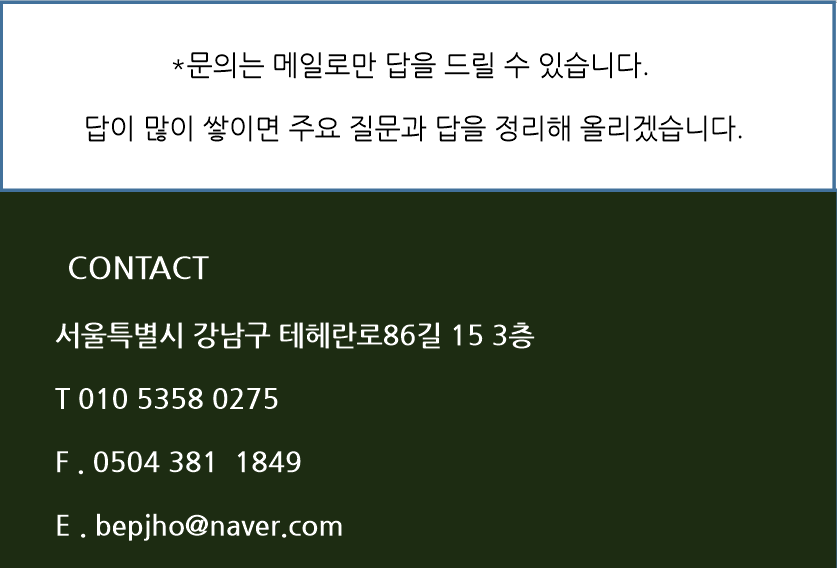 *문의는 메일로만 답을 드릴 수 있습니다.
답이 많이 쌓이면 주요 질문과 답을 정리해 올리겠습니다.
CONTACT
서울특별시 강남구 테헤란로86길 15 3층
T 010 5358 0275
F . 0504 381 1849
E . bepjho@naver.com